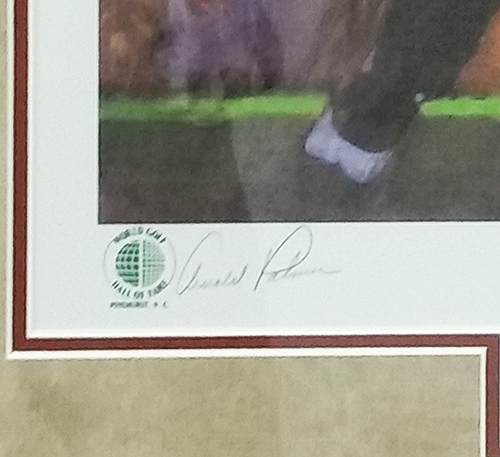 WORLD GOLF
HALL OF FAME
PINEHURST, N. C.
Arnold Palmer